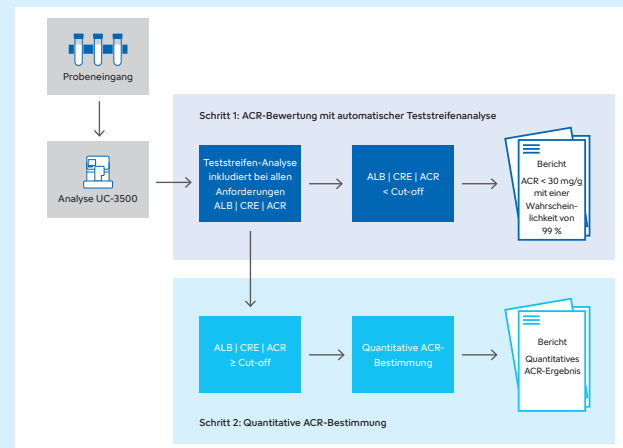 Probeneingang
Analyse UC-3500
Schritt 1: ACR-Bewertung mit automatischer Teststreifenanalyse
Teststreifen-Analyse
inkludiert bei allen
Anforderungen
ALB | CRE | ACR
ALB | CRE | ACR
< Cut-off
Bericht
ACR < 30 mg/g
mit einer
Wahrschein-
lichkeit von
99 %
ALB | CRE | ACR
≥ Cut-off
Quantitative ACR-
Bestimmung
Bericht
Quantitatives
ACR-Ergebnis
Schritt 2: Quantitative ACR-Bestimmung